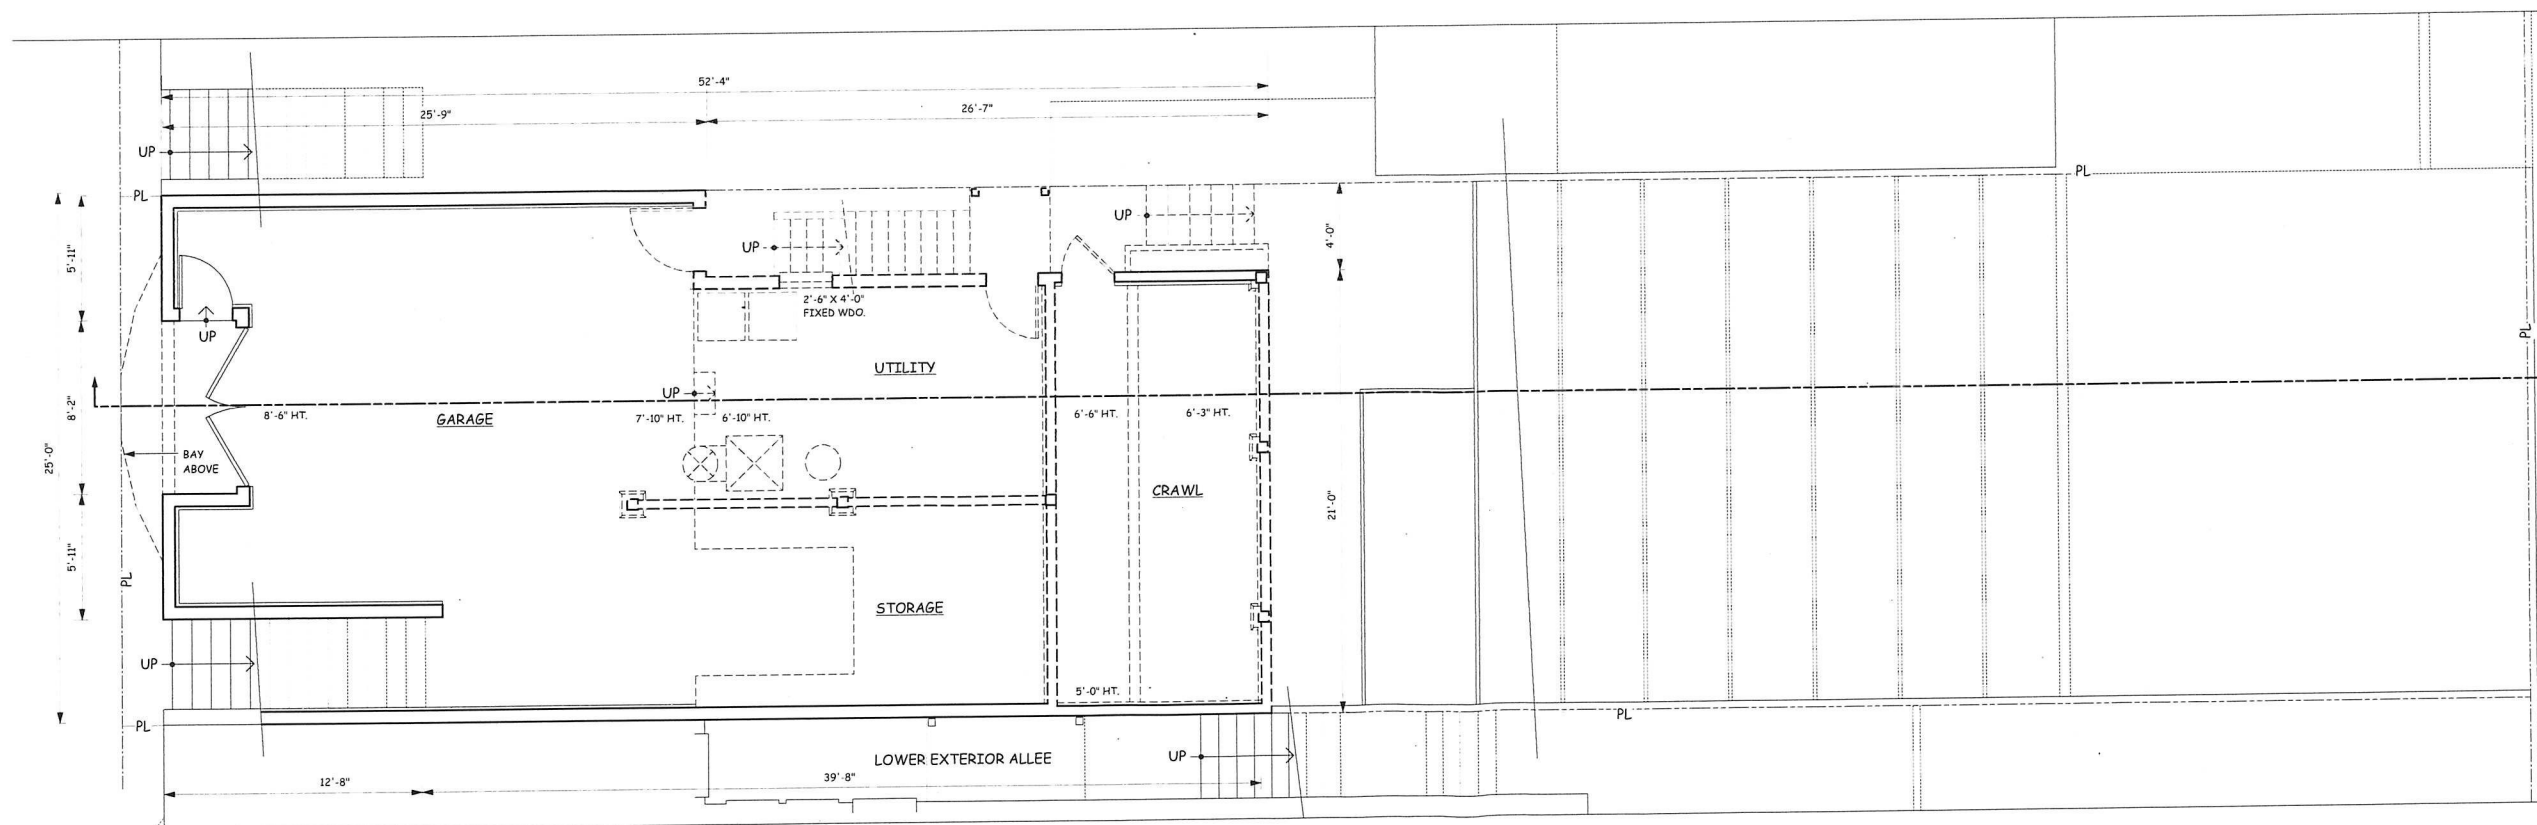 52'-4"
25'-9"
26'-7"
UP
PL
PL
5'-11"
UP
UP
4'-0"
2'-6" X 4'-0"
FIXED WDO.
UP
PL
UTILITY
8'-2"
UP
8'-6" HT.
GARAGE
7'-10" HT.
6'-10" HT.
6'-6" HT.
6'-3" HT.
25'-0"
BAY
ABOVE
CRAWL
21'-0"
5'-11"
PL
STORAGE
UP
5'-0" HT.
PL
PL
LOWER EXTERIOR ALLEE
UP
12'-8"
39'-8"